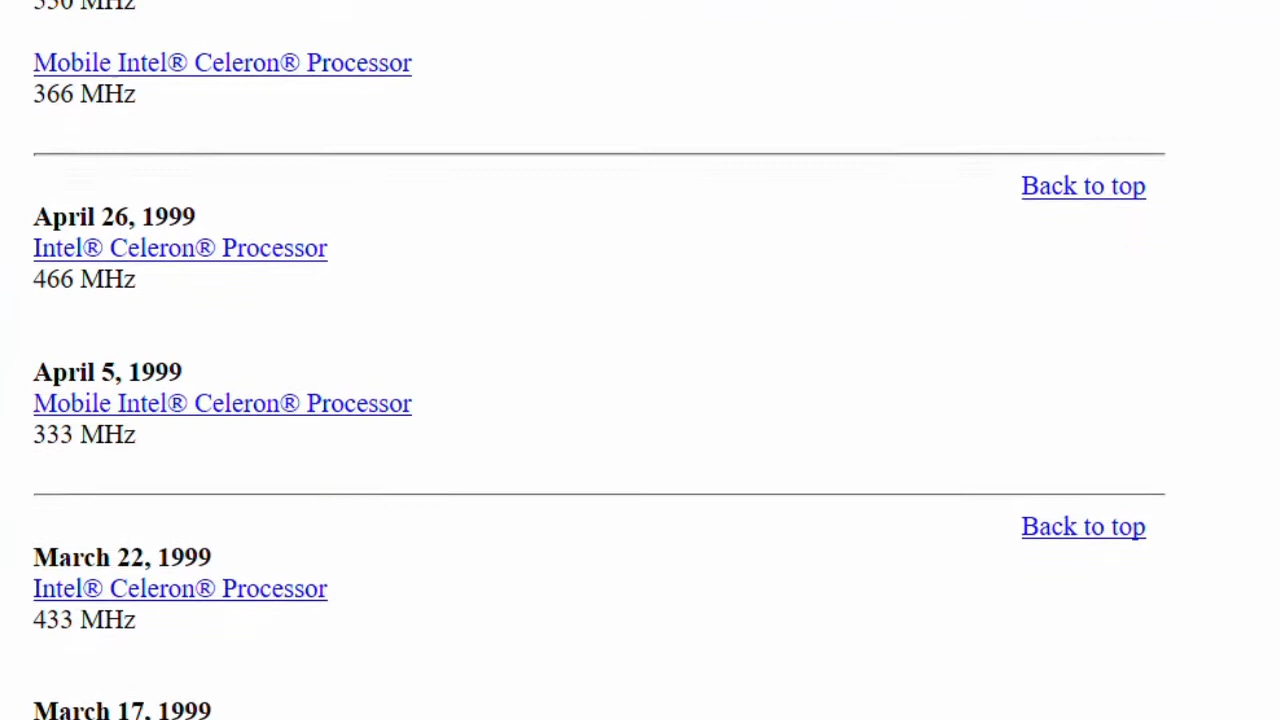 550 MHz
Mobile Intel® Celeron® Processor
366 MHz
Back to top
April 26, 1999
Intel® Celeron® Processor
466 MHz
April 5, 1999
Mobile Intel® Celeron® Processor
333 MHz
Back to top
March 22, 1999
Intel® Celeron® Processor
433 MHz
March 17, 1999